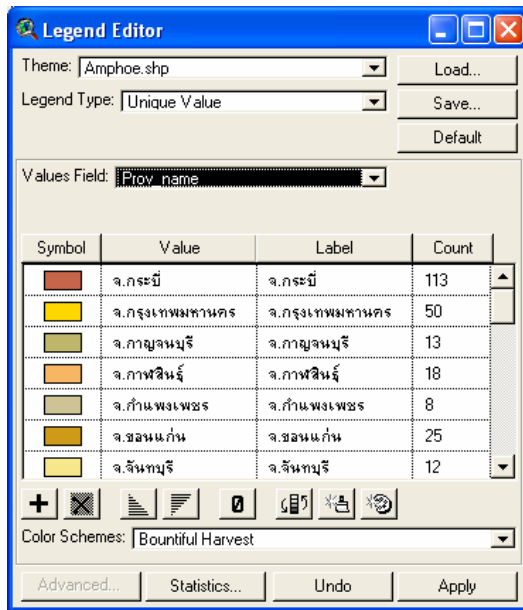 Legend Editor
Theme: Amphoe.shp
Load...
Legend Type: Unique Value
Save...
Default
Values Field: Prov_name
Symbol Value Label Count
จ.กระบี่ จ.กระบี่ 113
จ.กรุงเทพมหานคร จ.กรุงเทพมหานคร 50
จ.กาญจนบุรี จ.กาญจนบุรี 13
จ.กาฬสินธุ์ จ.กาฬสินธุ์ 18
จ.กำแพงเพชร จ.กำแพงเพชร 8
จ.ขอนแก่น จ.ขอนแก่น 25
จ.จันทบุรี จ.จันทบุรี 12
Color Schemes: Bountiful Harvest
Advanced... Statistics... Undo Apply